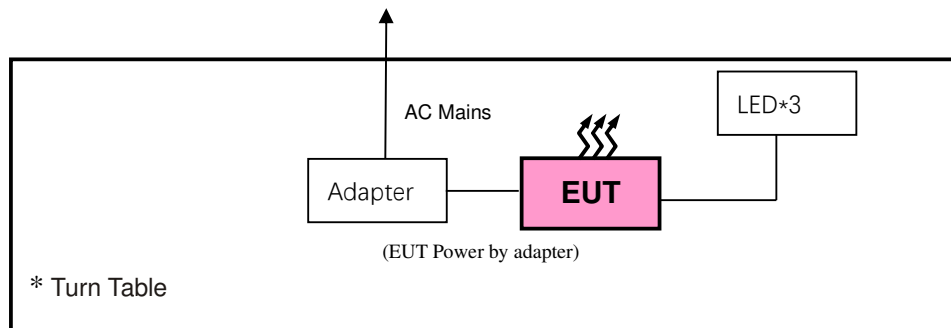 LED*3
AC Mains
Adapter
EUT
(EUT Power by adapter)
* Turn Table